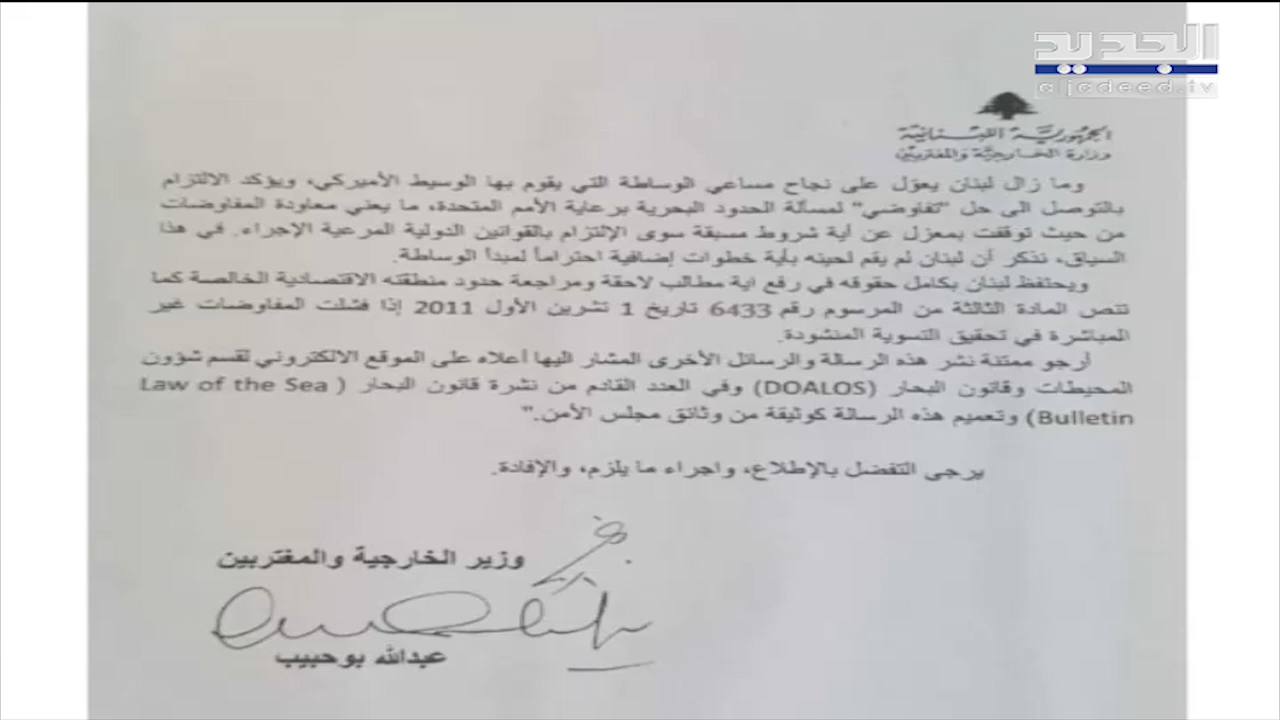 الجديد
aljadeed.tv
الجمهورية اللبنانية
وزارة الخارجية والمغتربين
وما زال لبنان يعوّل على نجاح مساعي الوساطة التي يقوم بها الوسيط الأميركي، ويؤكد الالتزام
بالتوصل الى حل "تفاوضي" لمسألة الحدود البحرية برعاية الأمم المتحدة، ما يعني معاودة المفاوضات
من حيث توقفت بمعزل عن أية شروط مسبقة سوى الإلتزام بالقوانين الدولية المرعية الإجراء. في هذا
السياق، نذكر أن لبنان لم يقم لحينه بأية خطوات إضافية احتراماً لمبدأ الوساطة.
ويحتفظ لبنان بكامل حقوقه في رفع اية مطالب لاحقة ومراجعة حدود منطقته الاقتصادية الخالصة كما
تنص المادة الثالثة من المرسوم رقم 6433 تاريخ 1 تشرين الأول 2011 إذا فشلت المفاوضات غير
المباشرة في تحقيق التسوية المنشودة.
أرجو ممتنة نشر هذه الرسالة والرسائل الأخرى المشار اليها أعلاه على الموقع الالكتروني لقسم شؤون
المحيطات وقانون البحار (DOALOS) وفي العدد القادم من نشرة قانون البحار ( Law of the Sea
Bulletin) وتعميم هذه الرسالة كوثيقة من وثائق مجلس الأمن."
يرجى التفضل بالإطلاع، واجراء ما يلزم، والإفادة.
وزير الخارجية والمغتربين
عبدالله بو حبيب